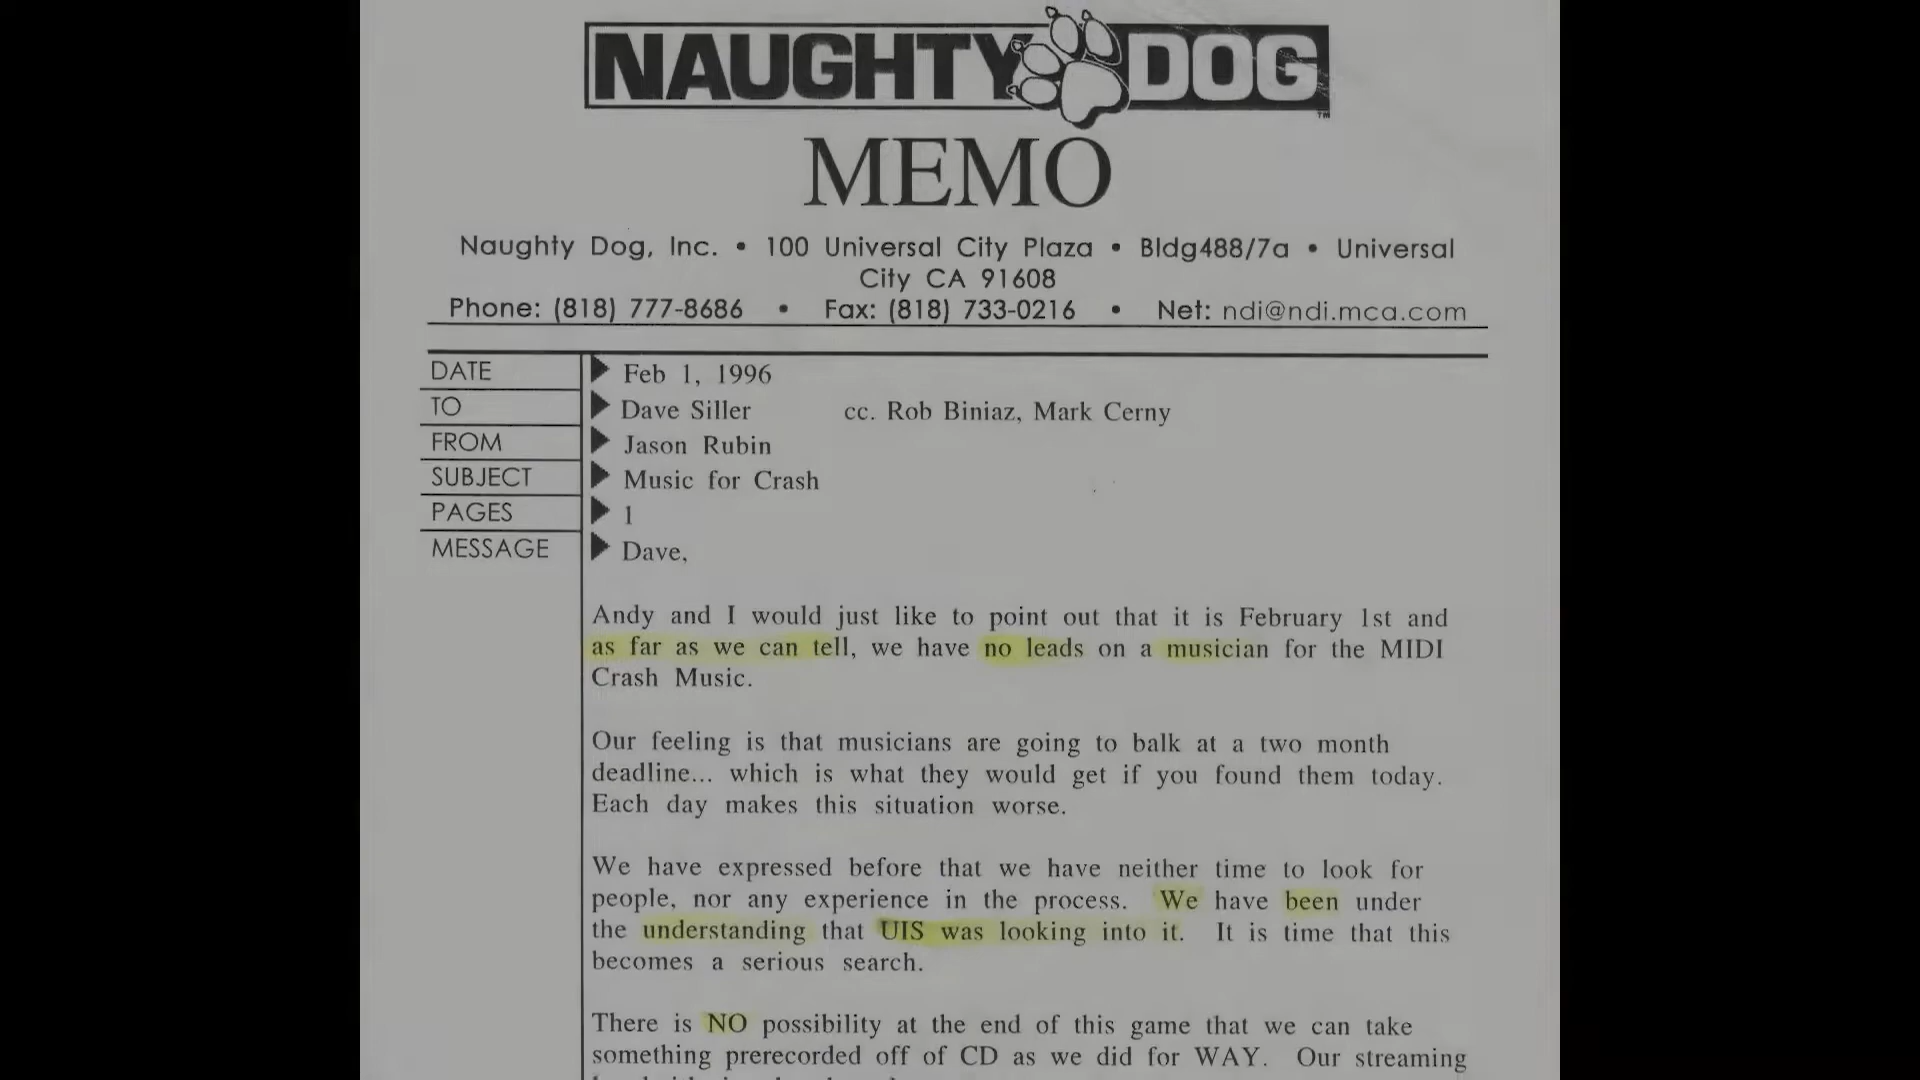 NAUGHTY DOG
TM
MEMO
Naughty Dog, Inc. • 100 Universal City Plaza • Bldg488/7a • Universal
City CA 91608
Phone: (818) 777-8686 • Fax: (818) 733-0216 • Net: ndi@ndi.mca.com
DATE Feb 1, 1996
TO Dave Siller cc. Rob Biniaz, Mark Cerny
FROM Jason Rubin
SUBJECT Music for Crash
PAGES 1
MESSAGE Dave,
Andy and I would just like to point out that it is February 1st and
as far as we can tell, we have no leads on a musician for the MIDI
Crash Music.
Our feeling is that musicians are going to balk at a two month
deadline... which is what they would get if you found them today.
Each day makes this situation worse.
We have expressed before that we have neither time to look for
people, nor any experience in the process. We have been under
the understanding that UIS was looking into it. It is time that this
becomes a serious search.
There is NO possibility at the end of this game that we can take
something prerecorded off of CD as we did for WAY. Our streaming